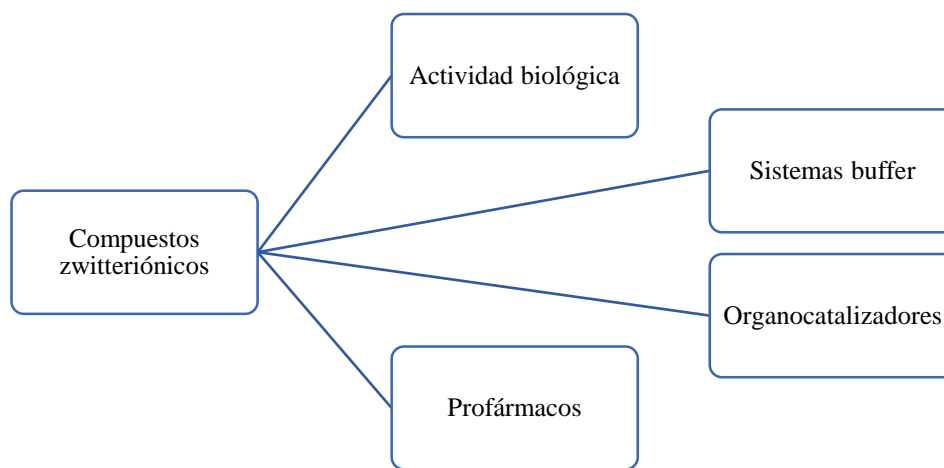 Actividad biológica
Sistemas buffer
Compuestos
zwitteriónicos
Organocatalizadores
Profármacos